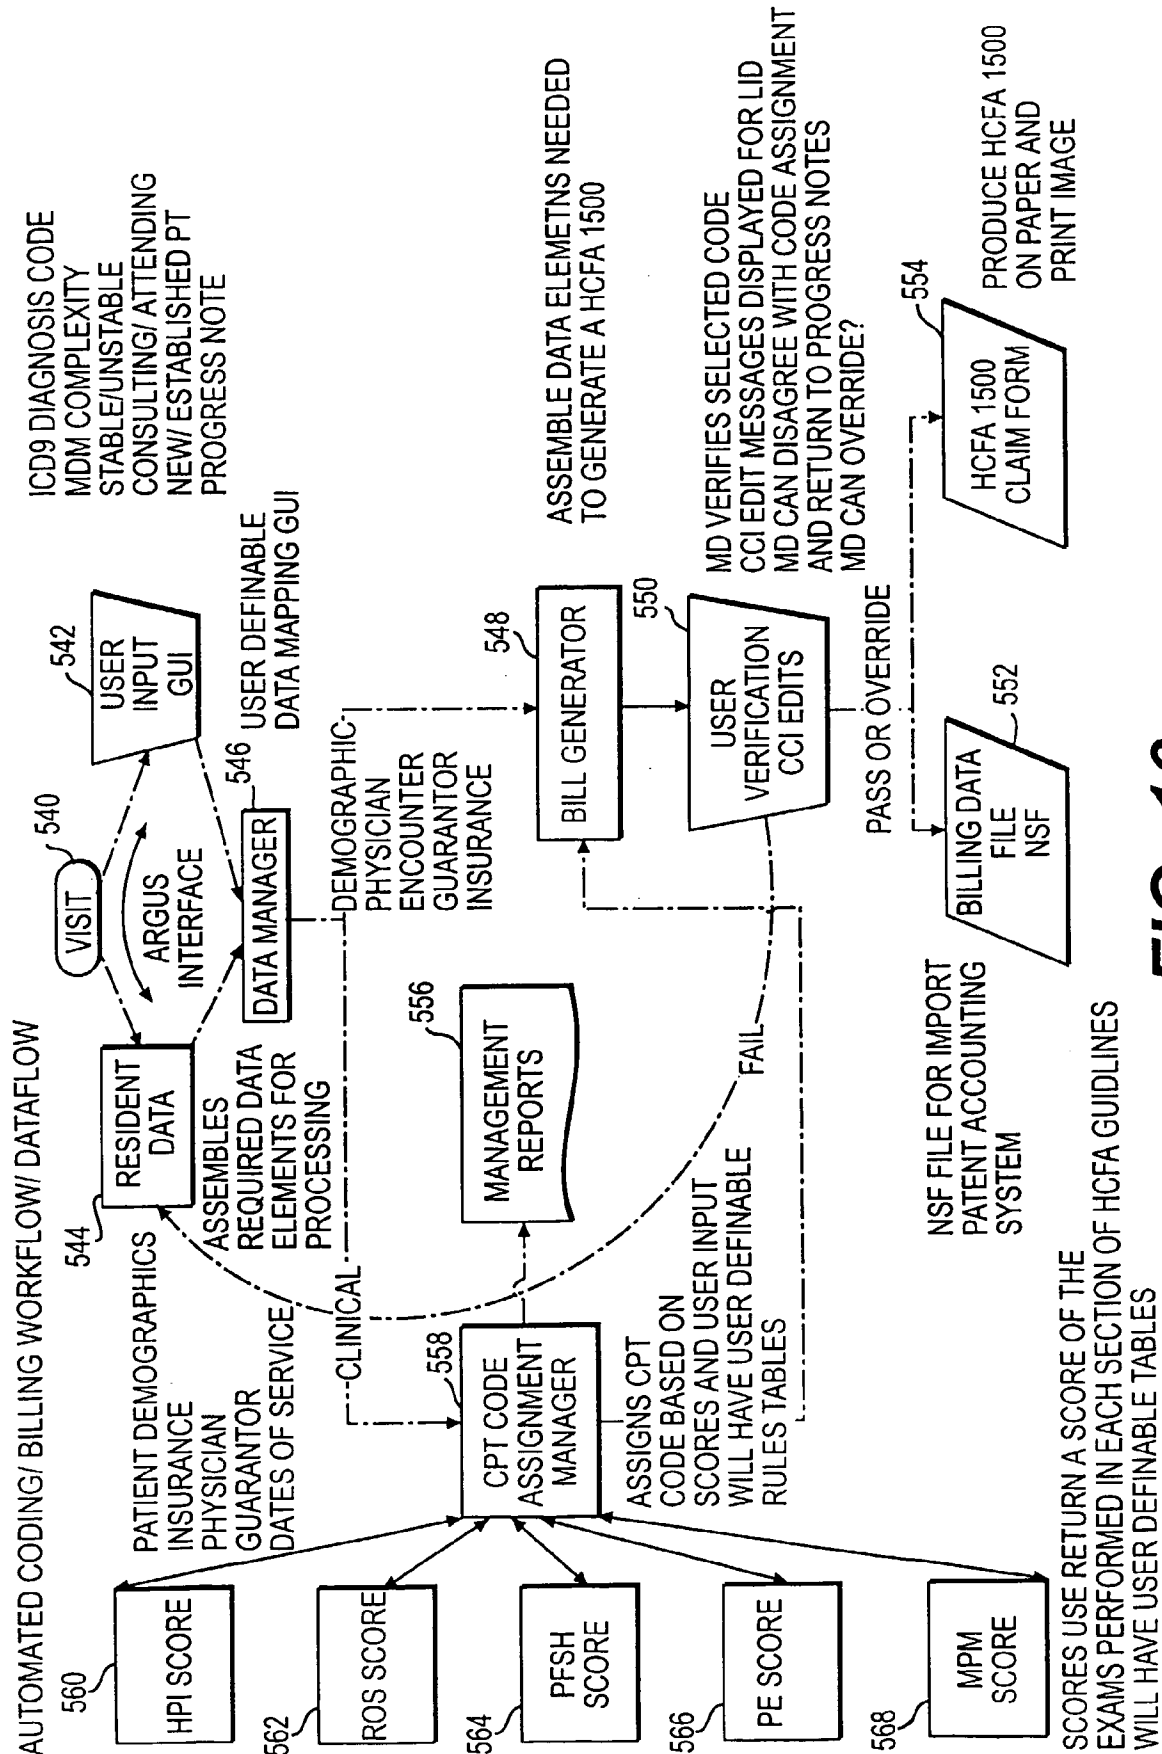 AUTOMATED CODING/ BILLING WORKFLOW/ DATAFLOW
540
VISIT
ARGUS
INTERFACE
544
RESIDENT
DATA
542
USER
INPUT
GUI
ICD9 DIAGNOSIS CODE
MDM COMPLEXITY
STABLE/UNSTABLE
CONSULTING/ ATTENDING
NEW/ ESTABLISHED PT
PROGRESS NOTE
PATIENT DEMOGRAPHICS
INSURANCE
PHYSICIAN
GUARANTOR
DATES OF SERVICE
ASSEMBLES
REQUIRED DATA
ELEMENTS FOR
PROCESSING
546
DATA MANAGER
USER DEFINABLE
DATA MAPPING GUI
CLINICAL
DEMOGRAPHIC
PHYSICIAN
ENCOUNTER
GUARANTOR
INSURANCE
560
HPI SCORE
562
ROS SCORE
564
PFSH
SCORE
566
PE SCORE
568
MPM
SCORE
558
CPT CODE
ASSIGNMENT
MANAGER
556
MANAGEMENT
REPORTS
548
BILL GENERATOR
ASSEMBLE DATA ELEMETNS NEEDED
TO GENERATE A HCFA 1500
ASSIGNS CPT
CODE BASED ON
SCORES AND USER INPUT
WILL HAVE USER DEFINABLE
RULES TABLES
FAIL
550
USER
VERIFICATION
CCI EDITS
MD VERIFIES SELECTED CODE
CCI EDIT MESSAGES DISPLAYED FOR LID
MD CAN DISAGREE WITH CODE ASSIGNMENT
AND RETURN TO PROGRESS NOTES
MD CAN OVERRIDE?
PASS OR OVERRIDE
552
BILLING DATA
FILE
NSF
NSF FILE FOR IMPORT
PATENT ACCOUNTING
SYSTEM
554
HCFA 1500
CLAIM FORM
PRODUCE HCFA 1500
ON PAPER AND
PRINT IMAGE
SCORES USE RETURN A SCORE OF THE
EXAMS PERFORMED IN EACH SECTION OF HCFA GUIDLINES
WILL HAVE USER DEFINABLE TABLES